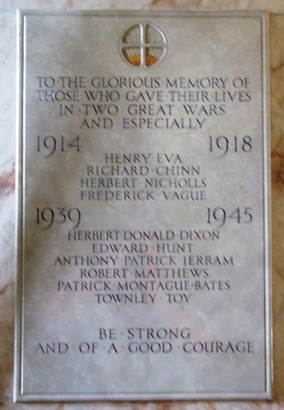 TO·THE·GLORIOUS·MEMORY OF
THOSE·WHO·GAVE·THEIR·LIVES
IN·TWO·GREAT·WARS
AND·ESPECIALLY
1914 1918
HENRY·EVA
RICHARD·CHINN
HERBERT·NICHOLLS
FREDERICK·VAGUE
1939 1945
HERBERT·DONALD·DIXON
EDWARD·HUNT
ANTHONY·PATRICK·JERRAM
ROBERT·MATTHEWS
PATRICK·MONTAGUE-BATES
TOWNLEY·TOY
BE·STRONG
AND·OF·A·GOOD·COURAGE